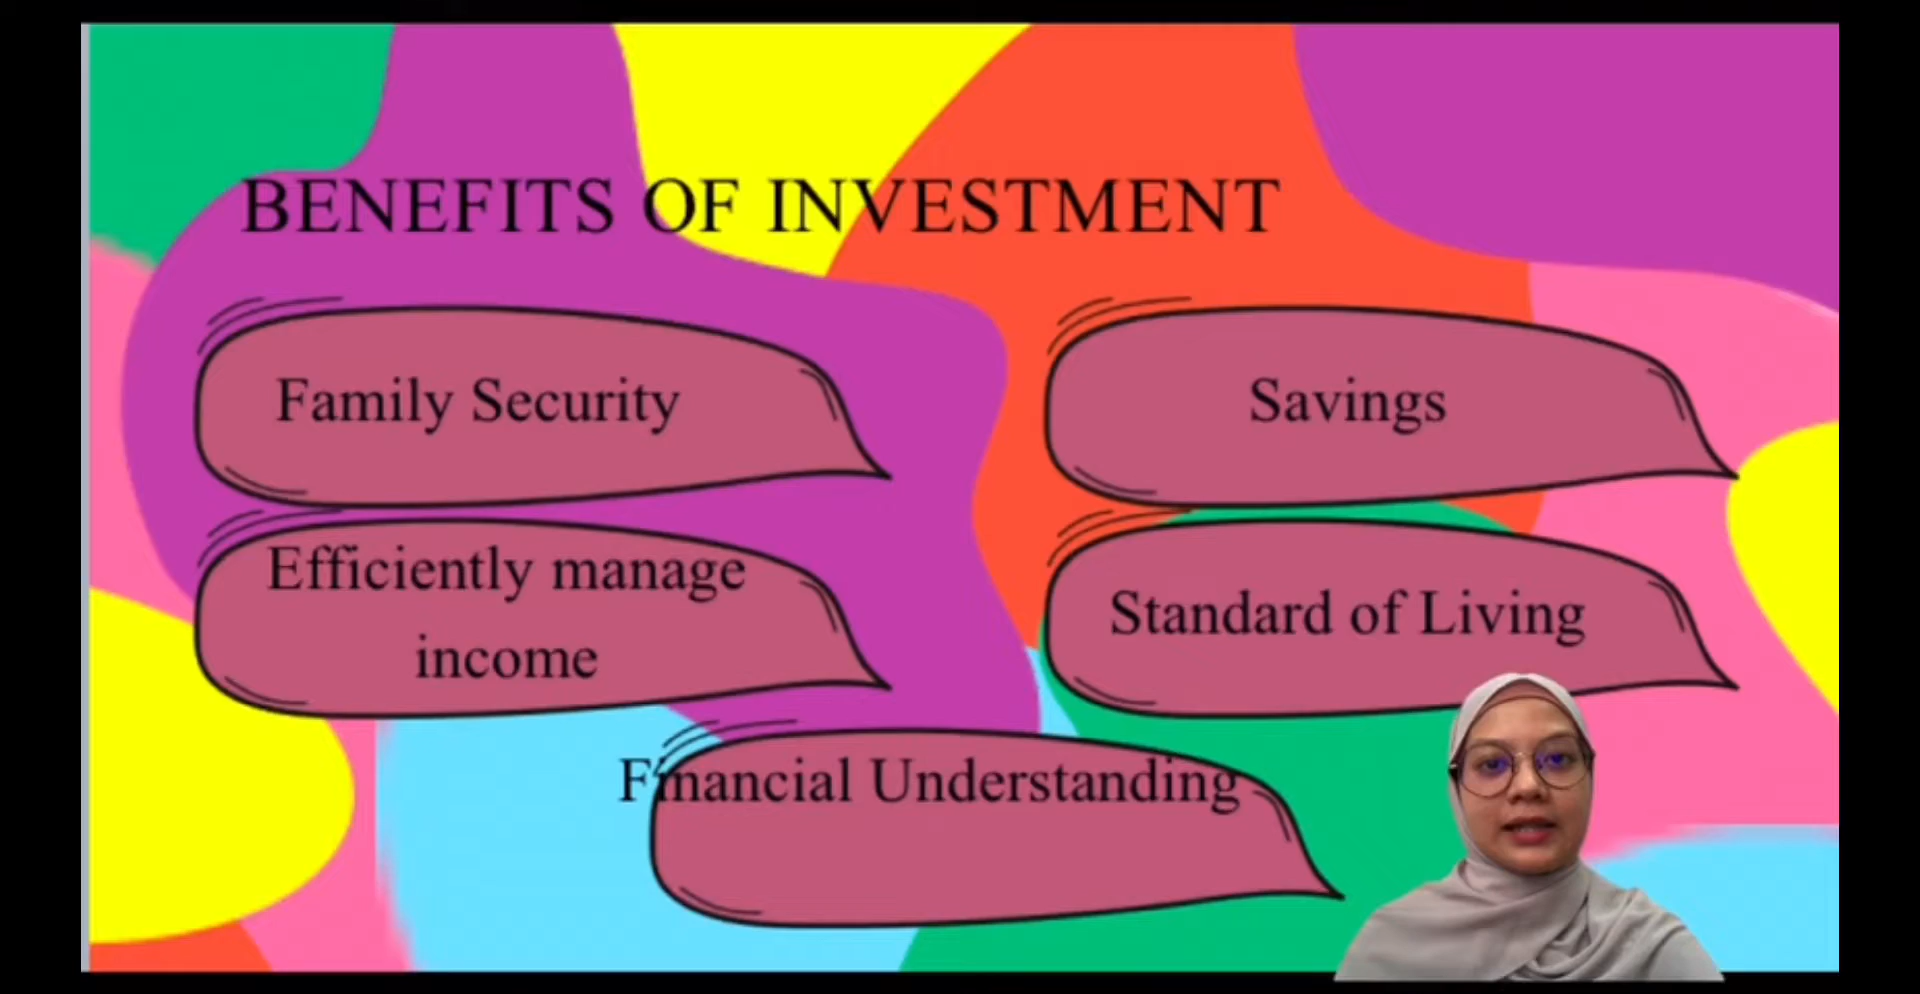 BENEFITS OF INVESTMENT
Family Security
Savings
Efficiently manage
income
Standard of Living
Financial Understanding